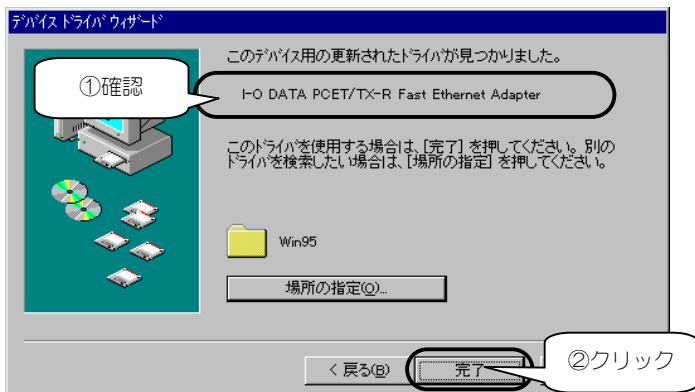 デバイス ドライバ ウィザード
このデバイス用の更新されたドライバが見つかりました。
①確認
I-O DATA PCET/TX-R Fast Ethernet Adapter
このドライバを使用する場合は、[完了] を押してください。別の
ドライバを検索したい場合は、[場所の指定] を押してください。
Win95
場所の指定(O)...
< 戻る(B)
完了
②クリック